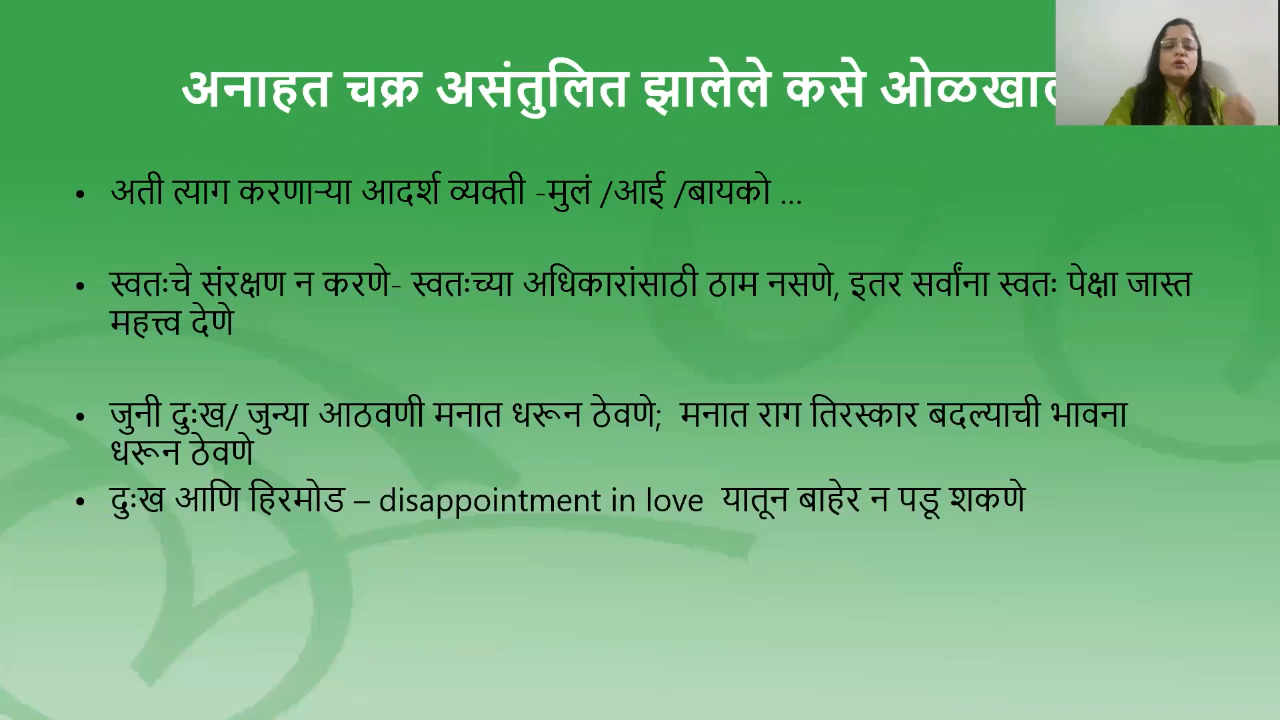 अनाहत चक्र असंतुलित झालेले कसे
• अती त्याग करणाऱ्या आदर्श व्यक्ती -मुलं /आई /बायको ...
• स्वतःचे संरक्षण न करणे- स्वतःच्या अधिकारांसाठी ठाम नसणे, इतर सर्वांना स्वतः पेक्षा जास्त
महत्त्व देणे
• जुनी दुःख/ जुन्या आठवणी मनात धरून ठेवणे; मनात राग तिरस्कार बदल्याची भावना
धरून ठेवणे
• दुःख आणि हिरमोड – disappointment in love यातून बाहेर न पडू शकणे